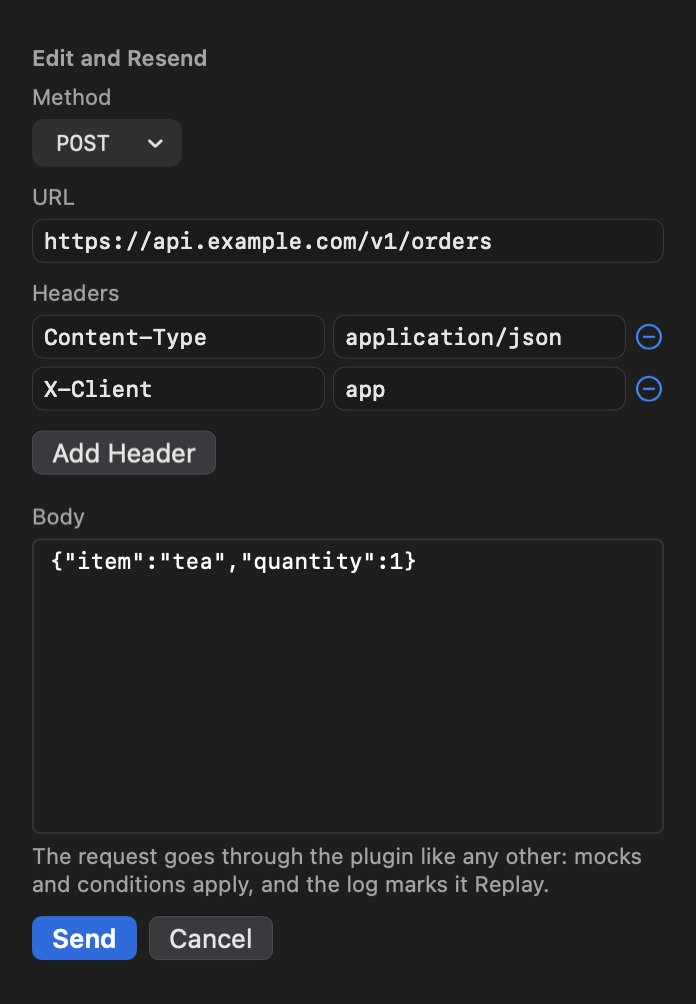 Edit and Resend
Method
POST
URL
https://api.example.com/v1/orders
Headers
Content-Type application/json
X-Client app
Add Header
Body
{"item":"tea","quantity":1}
The request goes through the plugin like any other: mocks
and conditions apply, and the log marks it Replay.
Send Cancel